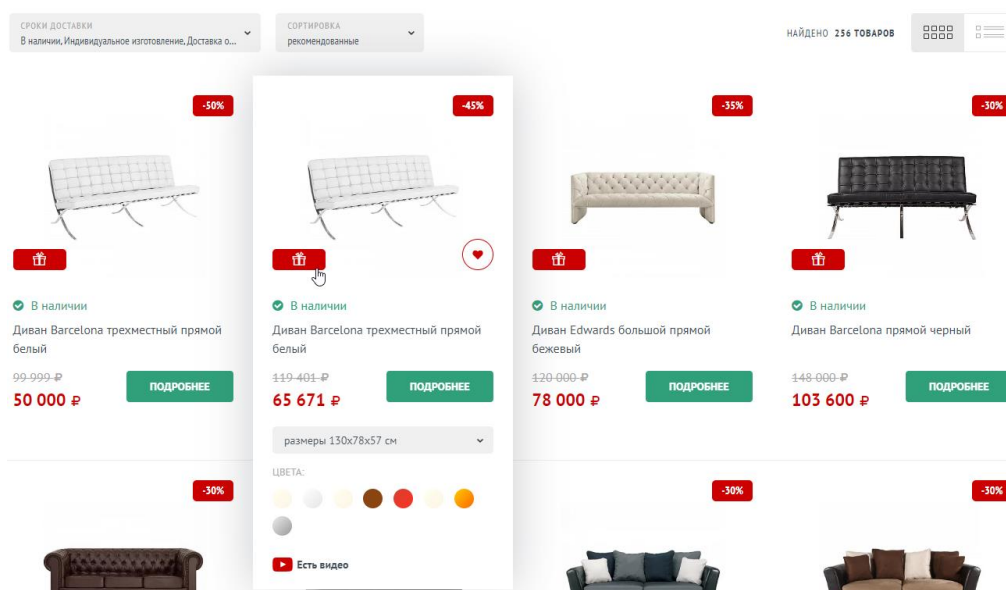 СРОКИ ДОСТАВКИ
В наличии, Индивидуальное изготовление, Доставка о...
СОРТИРОВКА
рекомендованные
НАЙДЕНО 256 ТОВАРОВ
-50%
-45%
-35%
-30%
В наличии
В наличии
В наличии
В наличии
Диван Barcelona трехместный прямой
белый
Диван Barcelona трехместный прямой
белый
Диван Edwards большой прямой
бежевый
Диван Barcelona прямой черный
99 999 ₽
50 000 ₽
ПОДРОБНЕЕ
119 401 ₽
65 671 ₽
ПОДРОБНЕЕ
120 000 ₽
78 000 ₽
ПОДРОБНЕЕ
148 000 ₽
103 600 ₽
ПОДРОБНЕЕ
размеры 130x78x57 см
ЦВЕТА:
Есть видео
-30%
-30%
-30%